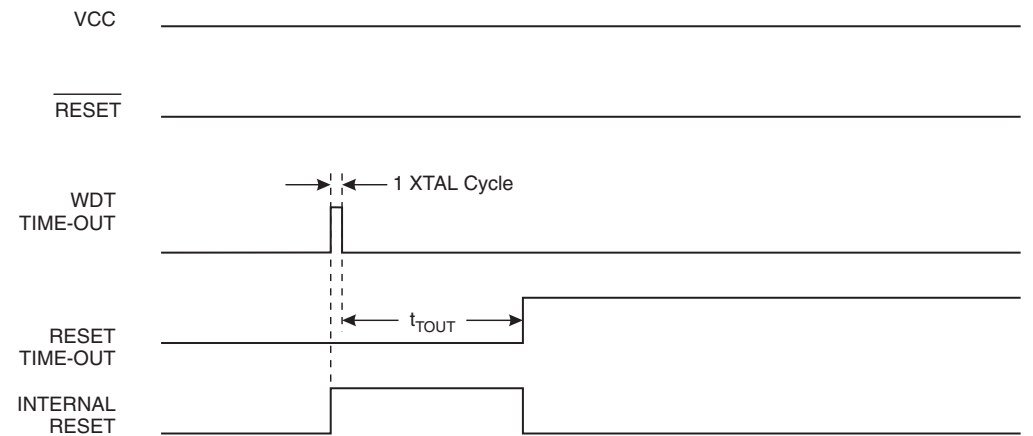 VCC
RESET
1 XTAL Cycle
WDT
TIME-OUT
tTOUT
RESET
TIME-OUT
INTERNAL
RESET